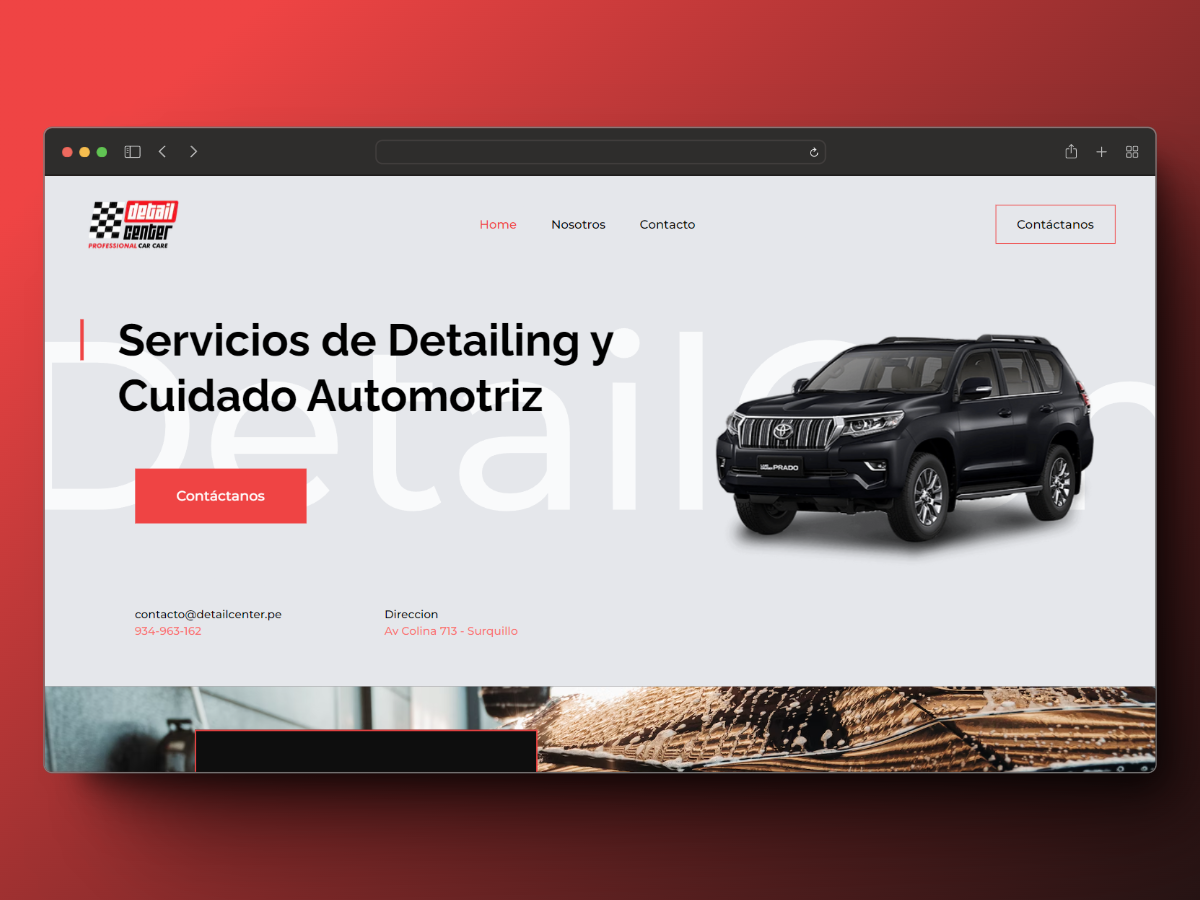 detail
center
PROFESSIONAL CAR CARE
Home
Nosotros
Contacto
Contáctanos
DetailCen
Servicios de Detailing y
Cuidado Automotriz
PRADO
Contáctanos
contacto@detailcenter.pe
934-963-162
Direccion
Av Colina 713 - Surquillo